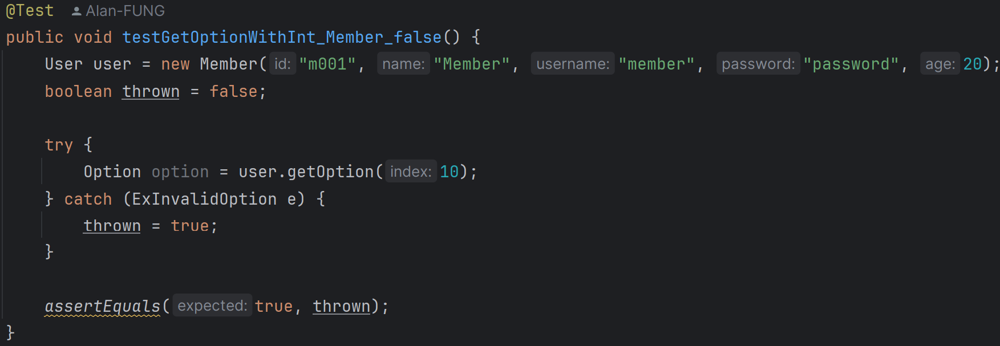 @Test Alan-FUNG
public void testGetOptionWithInt_Member_false() {
User user = new Member( id: "m001", name: "Member", username: "member", password: "password", age: 20);
boolean thrown = false;
try {
Option option = user.getOption( index: 10);
} catch (ExInvalidOption e) {
thrown = true;
}
assertEquals( expected: true, thrown);
}